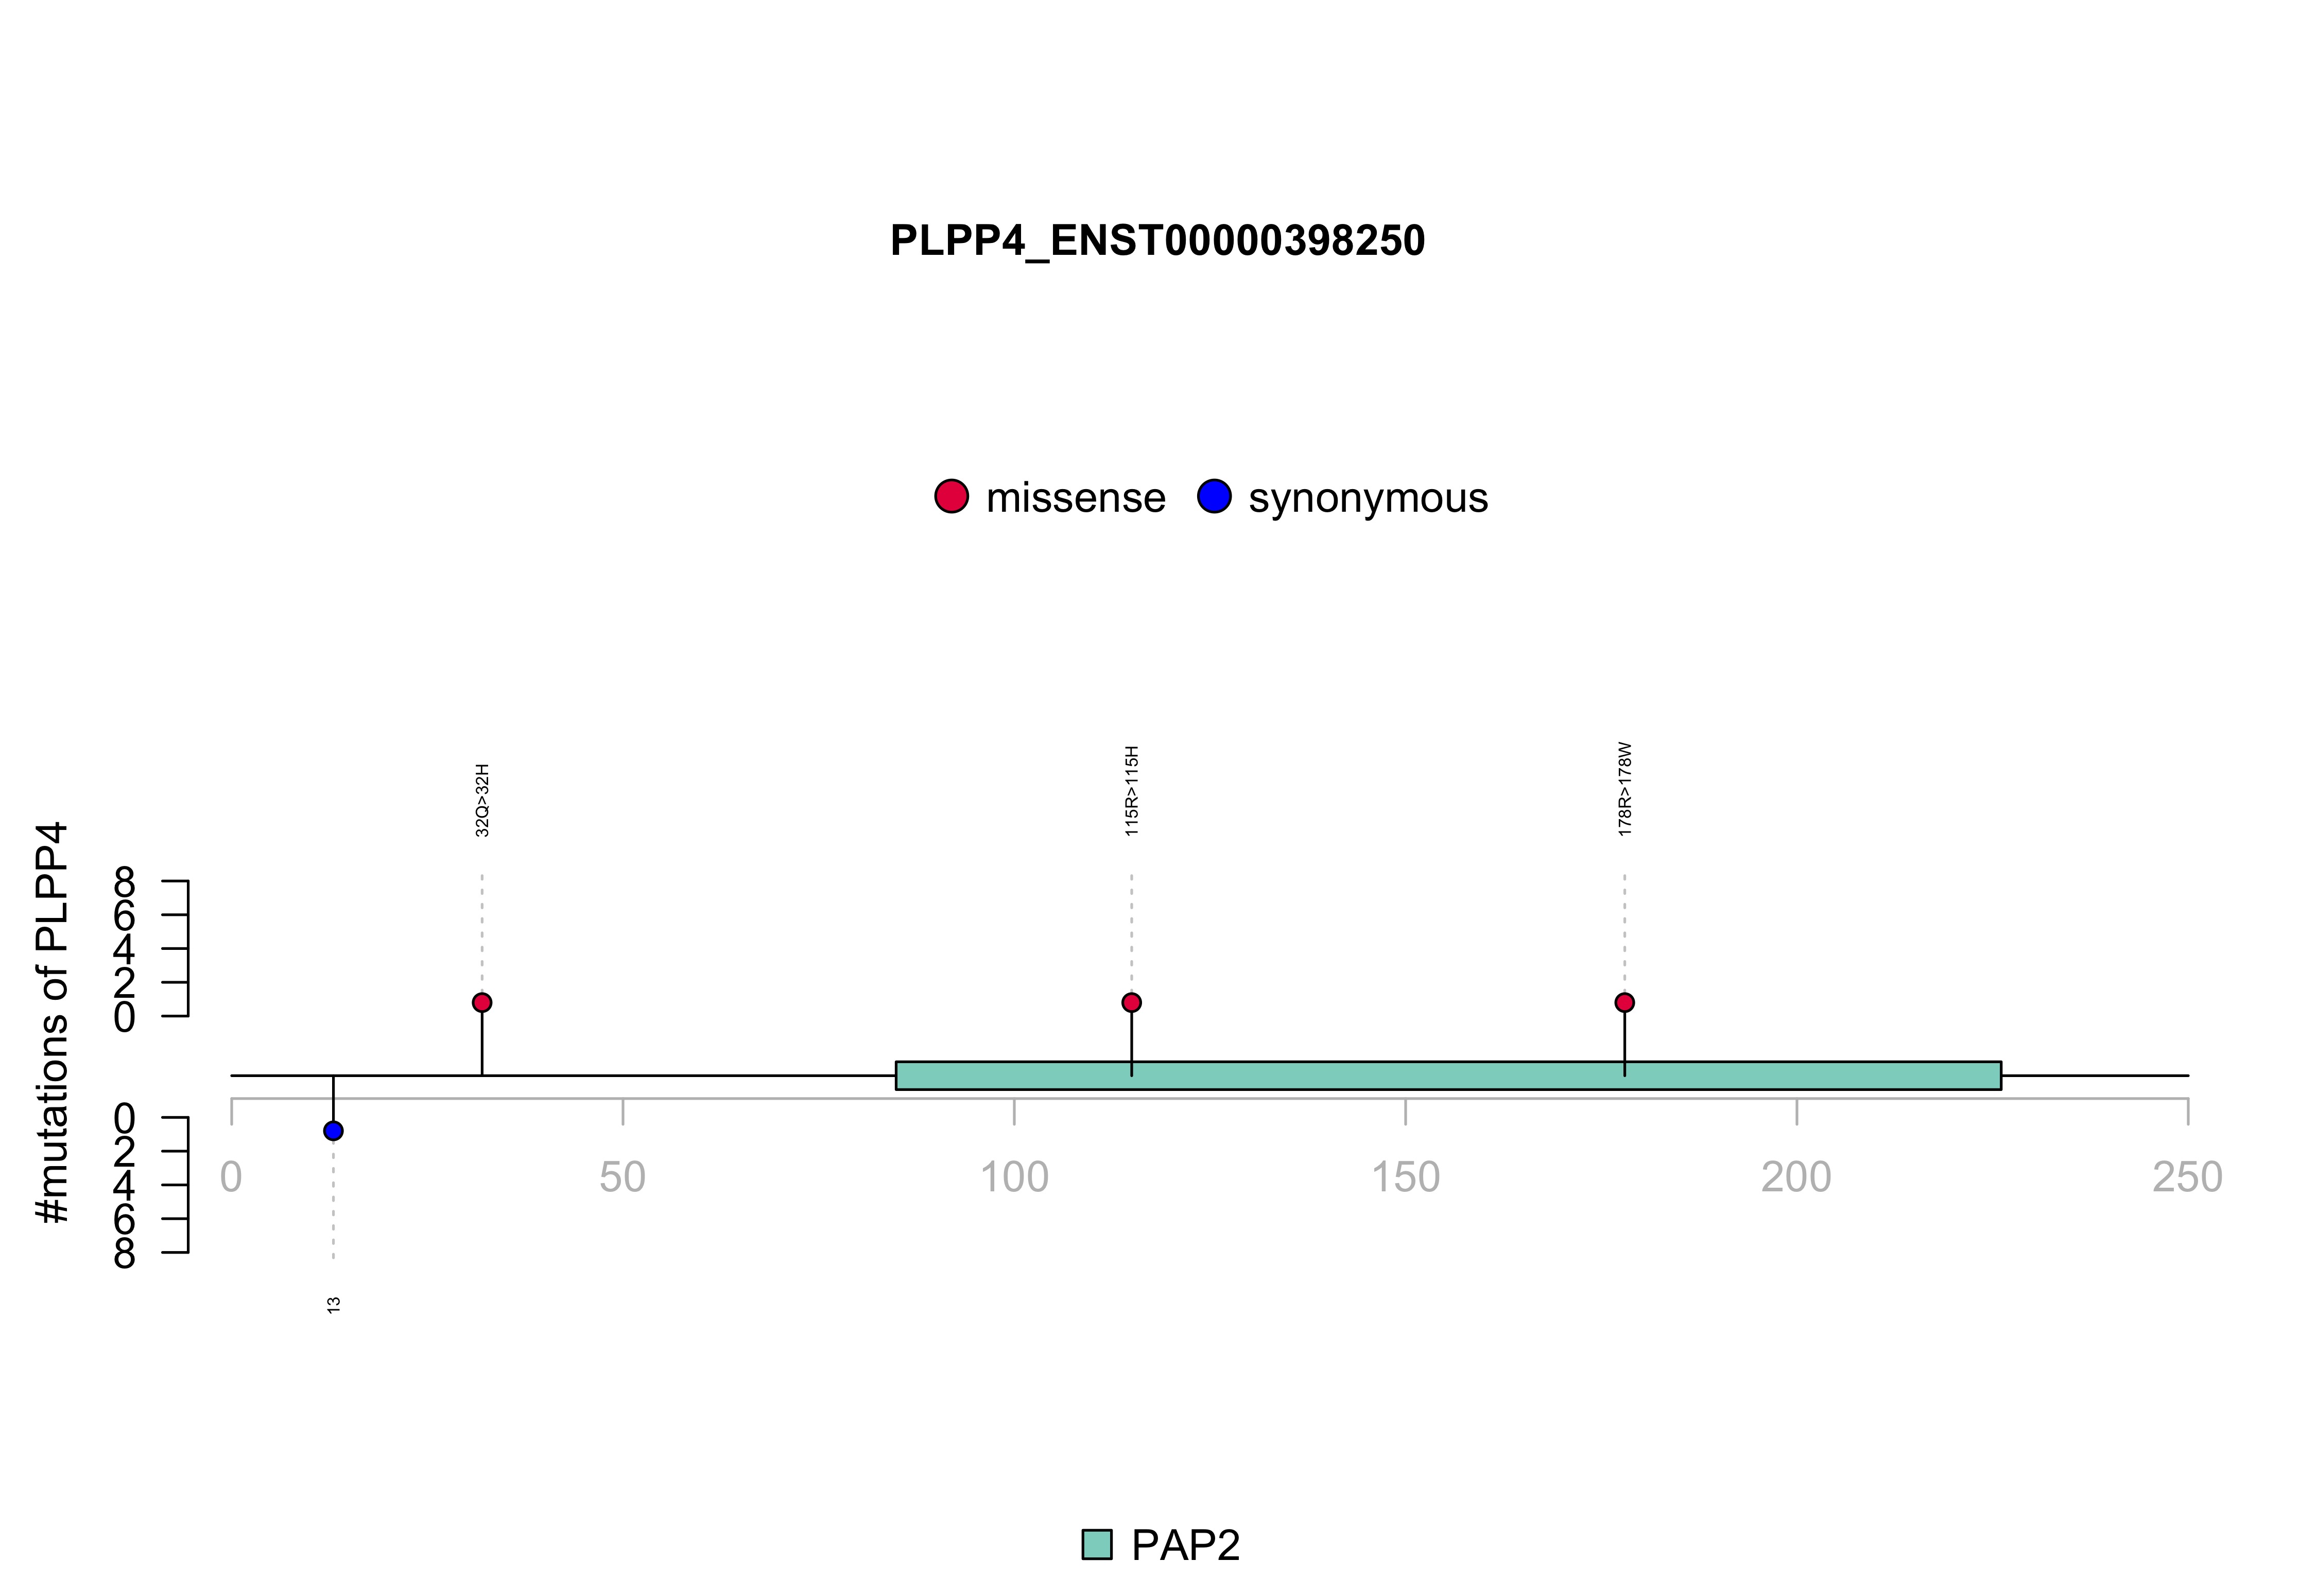 PLPP4_ENST00000398250
missense synonymous
32Q>32H 115R>115H 178R>178W
#mutations of PLPP4
8
6
4
2
0
0
2
4
6
8
0 50 100 150 200 250
13
PAP2